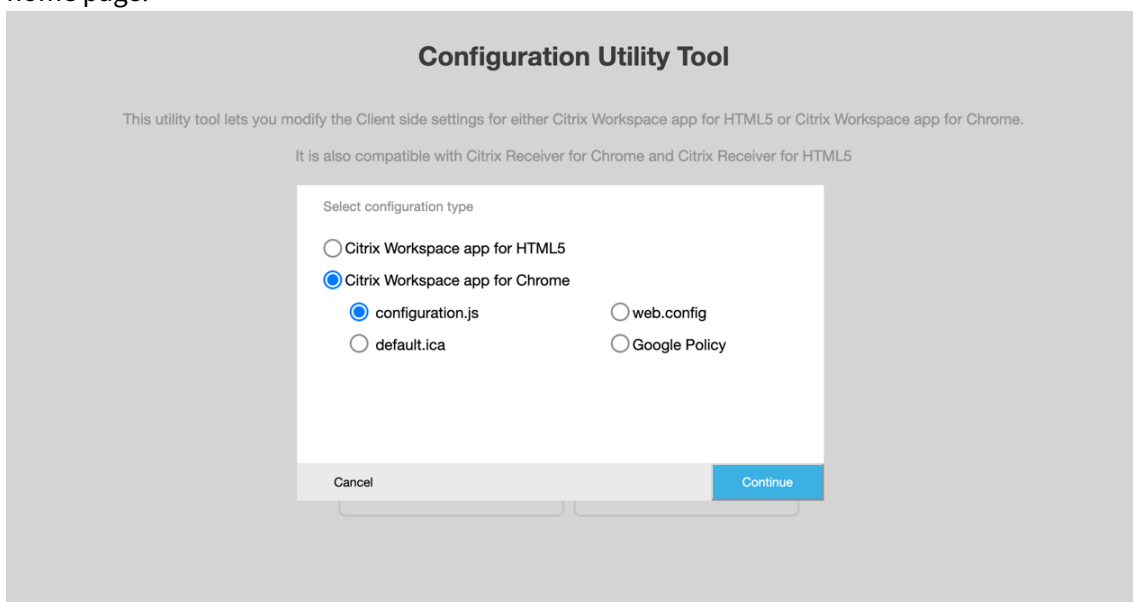 home page.
Configuration Utility Tool
This utility tool lets you modify the Client side settings for either Citrix Workspace app for HTML5 or Citrix Workspace app for Chrome.
It is also compatible with Citrix Receiver for Chrome and Citrix Receiver for HTML5
Select configuration type
Citrix Workspace app for HTML5
Citrix Workspace app for Chrome
configuration.js web.config
default.ica Google Policy
Cancel Continue